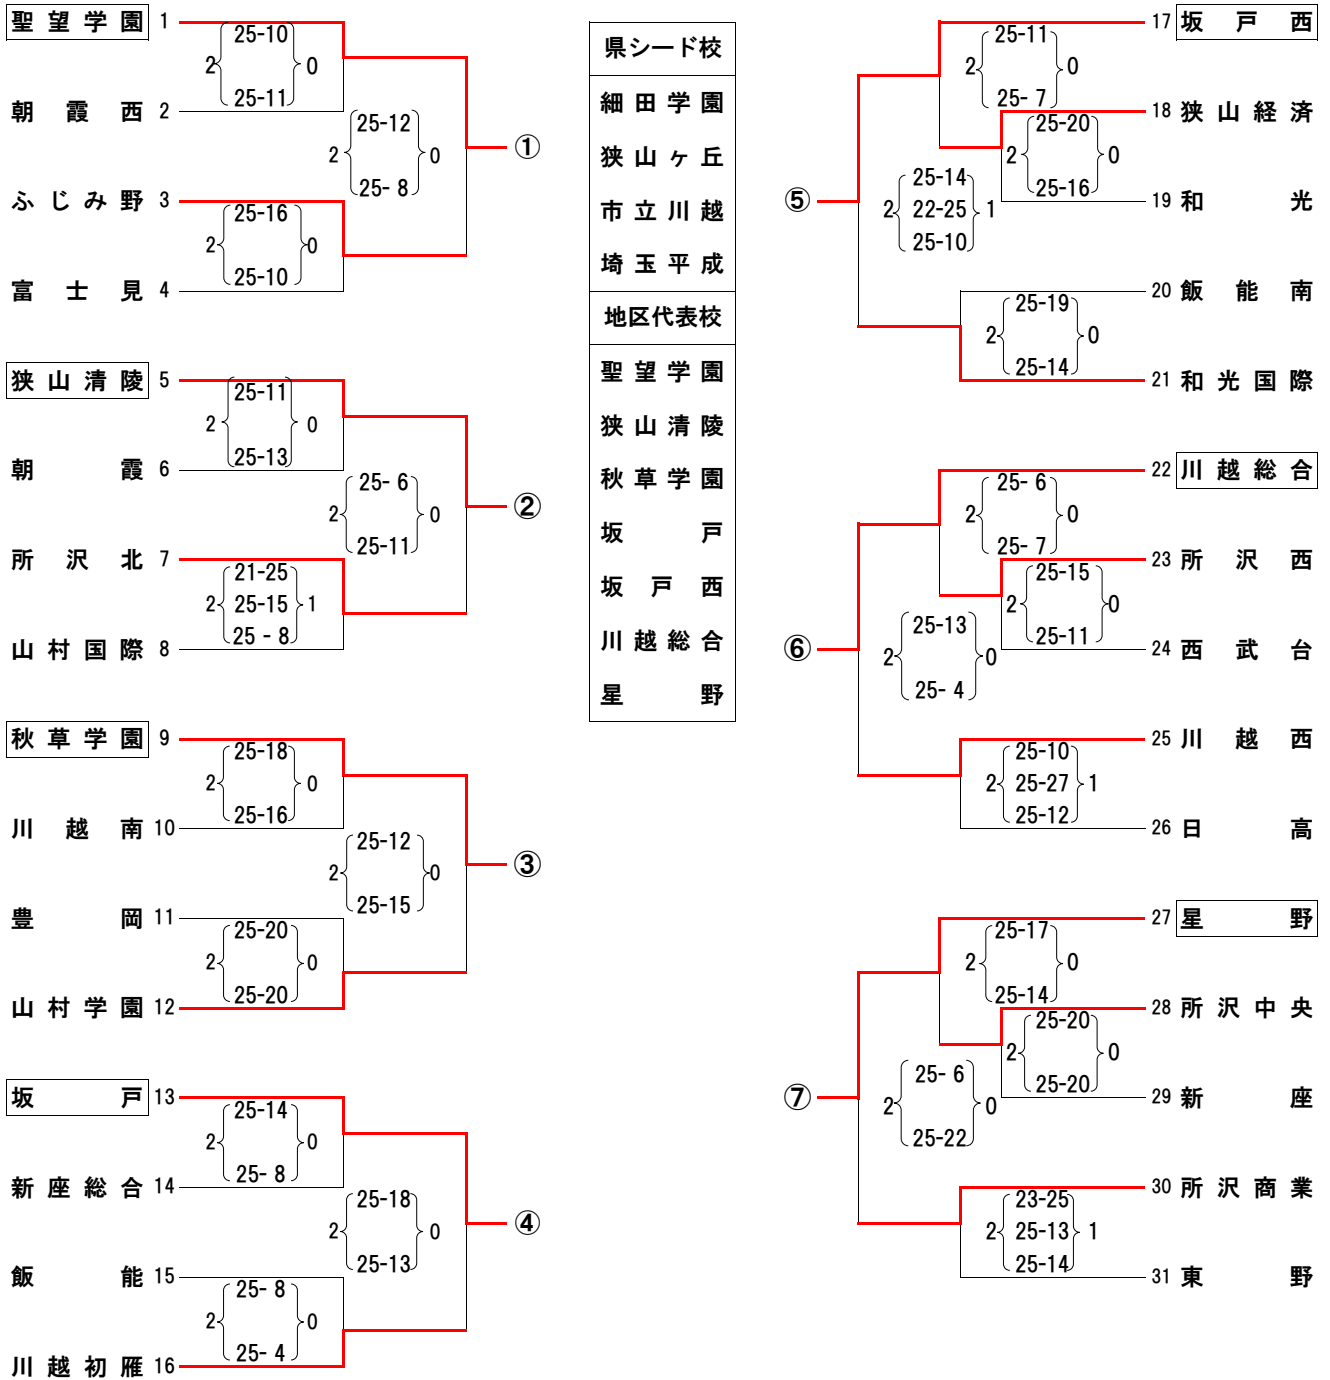 聖望学園 1
25-10
2 0
25-11
朝霞西 2
25-12
2 0
25- 8
①
ふじみ野 3
25-16
2 0
25-10
富士見 4
狭山清陵 5
25-11
2 0
25-13
朝霞 6
25- 6
2 0
25-11
②
所沢北 7
21-25
2 25-15 1
25 - 8
山村国際 8
秋草学園 9
25-18
2 0
25-16
川越南 10
25-12
2 0
25-15
③
豊岡 11
25-20
2 0
25-20
山村学園 12
坂戸 13
25-14
2 0
25- 8
新座総合 14
25-18
2 0
25-13
④
飯能 15
25- 8
2 0
25- 4
川越初雁 16
県シード校
細田学園
狭山ヶ丘
市立川越
埼玉平成
地区代表校
聖望学園
狭山清陵
秋草学園
坂戸
坂戸西
川越総合
星野
17 坂戸西
25-11
2 0
25- 7
18 狭山経済
25-20
2 0
25-16
19 和光
⑤
25-14
2 22-25 1
25-10
20 飯能南
25-19
2 0
25-14
21 和光国際
22 川越総合
25- 6
2 0
25- 7
23 所沢西
25-15
2 0
25-11
24 西武台
⑥
25-13
2 0
25- 4
25 川越西
25-10
2 25-27 1
25-12
26 日高
27 星野
25-17
2 0
25-14
28 所沢中央
25-20
2 0
25-20
29 新座
⑦
25- 6
2 0
25-22
30 所沢商業
23-25
2 25-13 1
25-14
31 東野